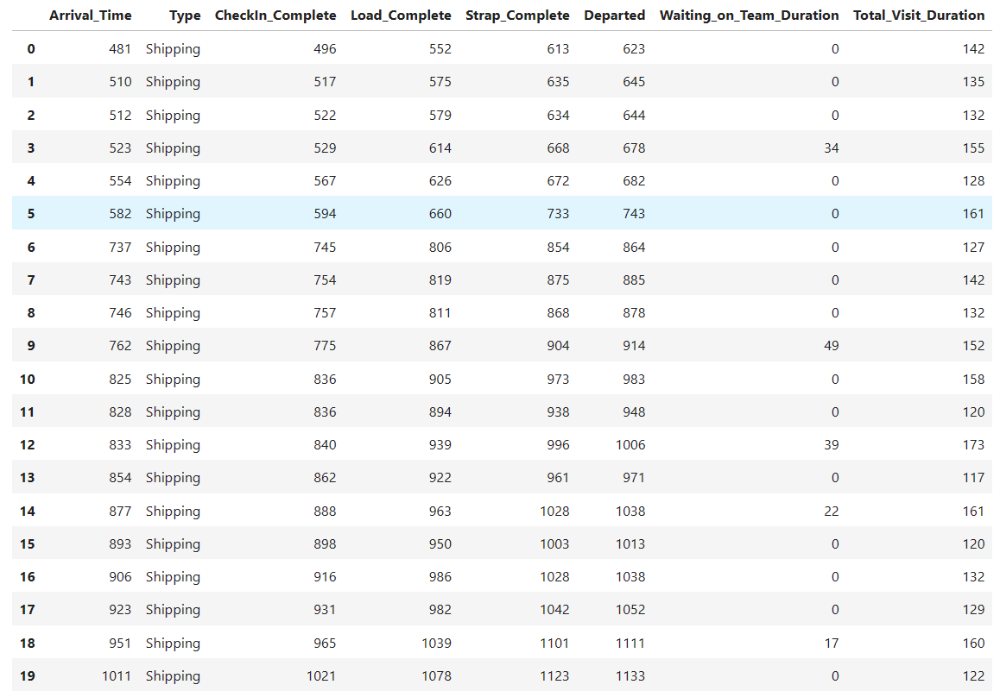 Arrival_Time Type CheckIn_Complete Load_Complete Strap_Complete Departed Waiting_on_Team_Duration Total_Visit_Duration
0 481 Shipping 496 552 613 623 0 142
1 510 Shipping 517 575 635 645 0 135
2 512 Shipping 522 579 634 644 0 132
3 523 Shipping 529 614 668 678 34 155
4 554 Shipping 567 626 672 682 0 128
5 582 Shipping 594 660 733 743 0 161
6 737 Shipping 745 806 854 864 0 127
7 743 Shipping 754 819 875 885 0 142
8 746 Shipping 757 811 868 878 0 132
9 762 Shipping 775 867 904 914 49 152
10 825 Shipping 836 905 973 983 0 158
11 828 Shipping 836 894 938 948 0 120
12 833 Shipping 840 939 996 1006 39 173
13 854 Shipping 862 922 961 971 0 117
14 877 Shipping 888 963 1028 1038 22 161
15 893 Shipping 898 950 1003 1013 0 120
16 906 Shipping 916 986 1028 1038 0 132
17 923 Shipping 931 982 1042 1052 0 129
18 951 Shipping 965 1039 1101 1111 17 160
19 1011 Shipping 1021 1078 1123 1133 0 122